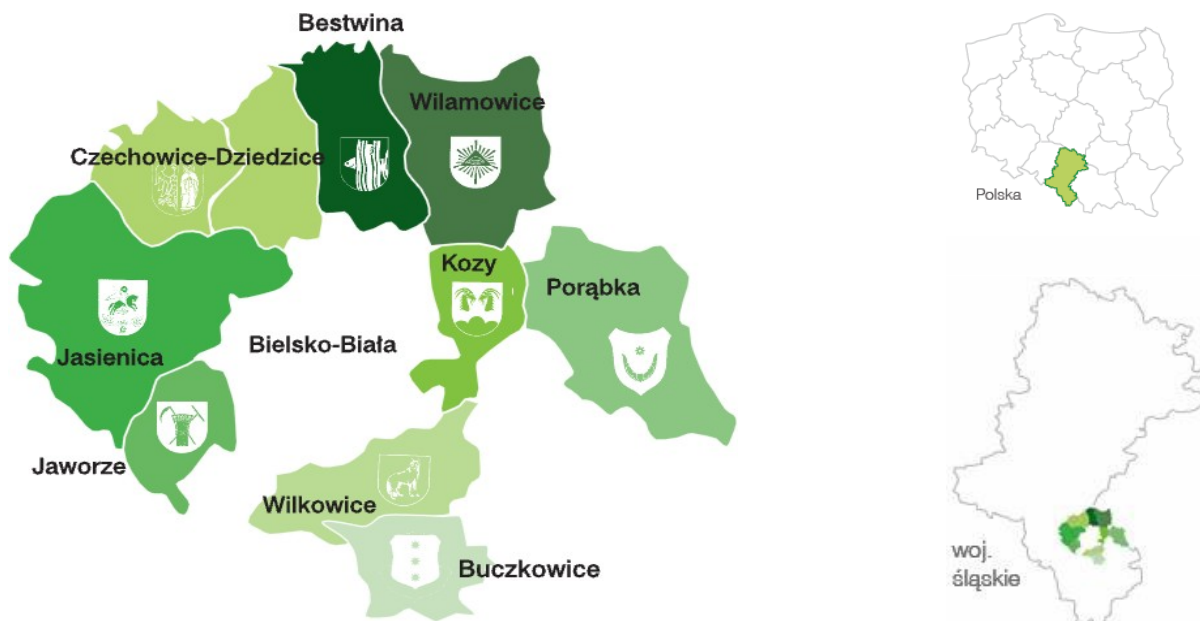 Bestwina
Wilamowice
Czechowice-Dziedzice
Kozy
Porąbka
Bielsko-Biała
Jasienica
Jaworze
Wilkowice
Buczkowice
Polska
woj.
śląskie